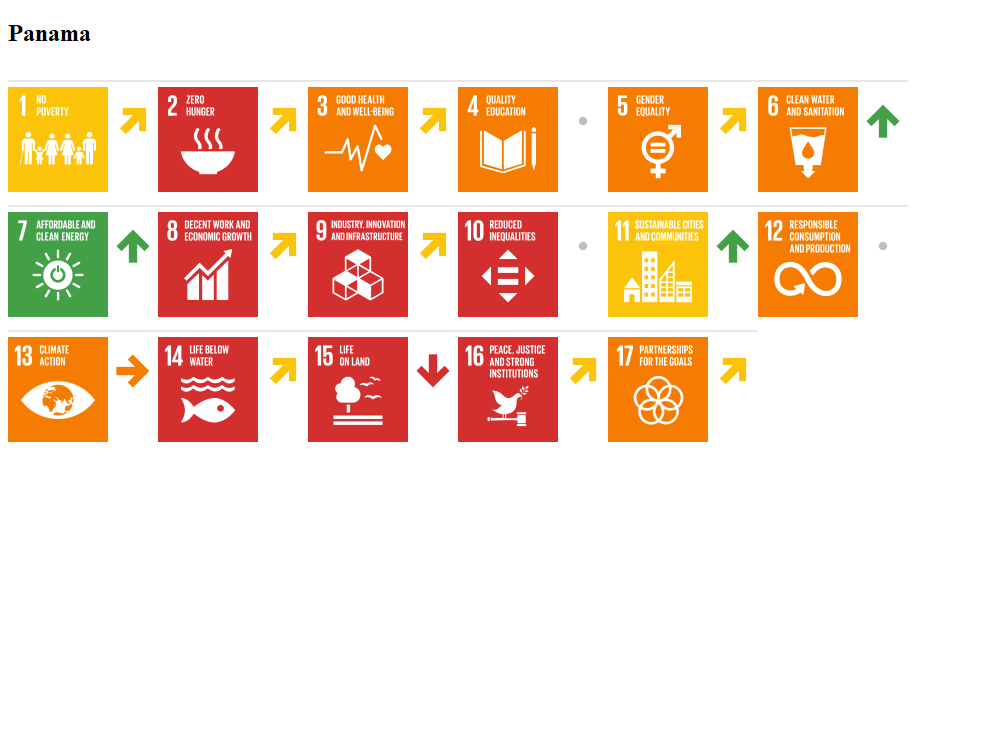 Panama
1 NO
POVERTY
2 ZERO
HUNGER
3 GOOD HEALTH
AND WELL-BEING
4 QUALITY
EDUCATION
5 GENDER
EQUALITY
6 CLEAN WATER
AND SANITATION
7 AFFORDABLE AND
CLEAN ENERGY
8 DECENT WORK AND
ECONOMIC GROWTH
9 INDUSTRY, INNOVATION
AND INFRASTRUCTURE
10 REDUCED
INEQUALITIES
11 SUSTAINABLE CITIES
AND COMMUNITIES
12 RESPONSIBLE
CONSUMPTION
AND PRODUCTION
13 CLIMATE
ACTION
14 LIFE BELOW
WATER
15 LIFE
ON LAND
16 PEACE, JUSTICE
AND STRONG
INSTITUTIONS
17 PARTNERSHIPS
FOR THE GOALS